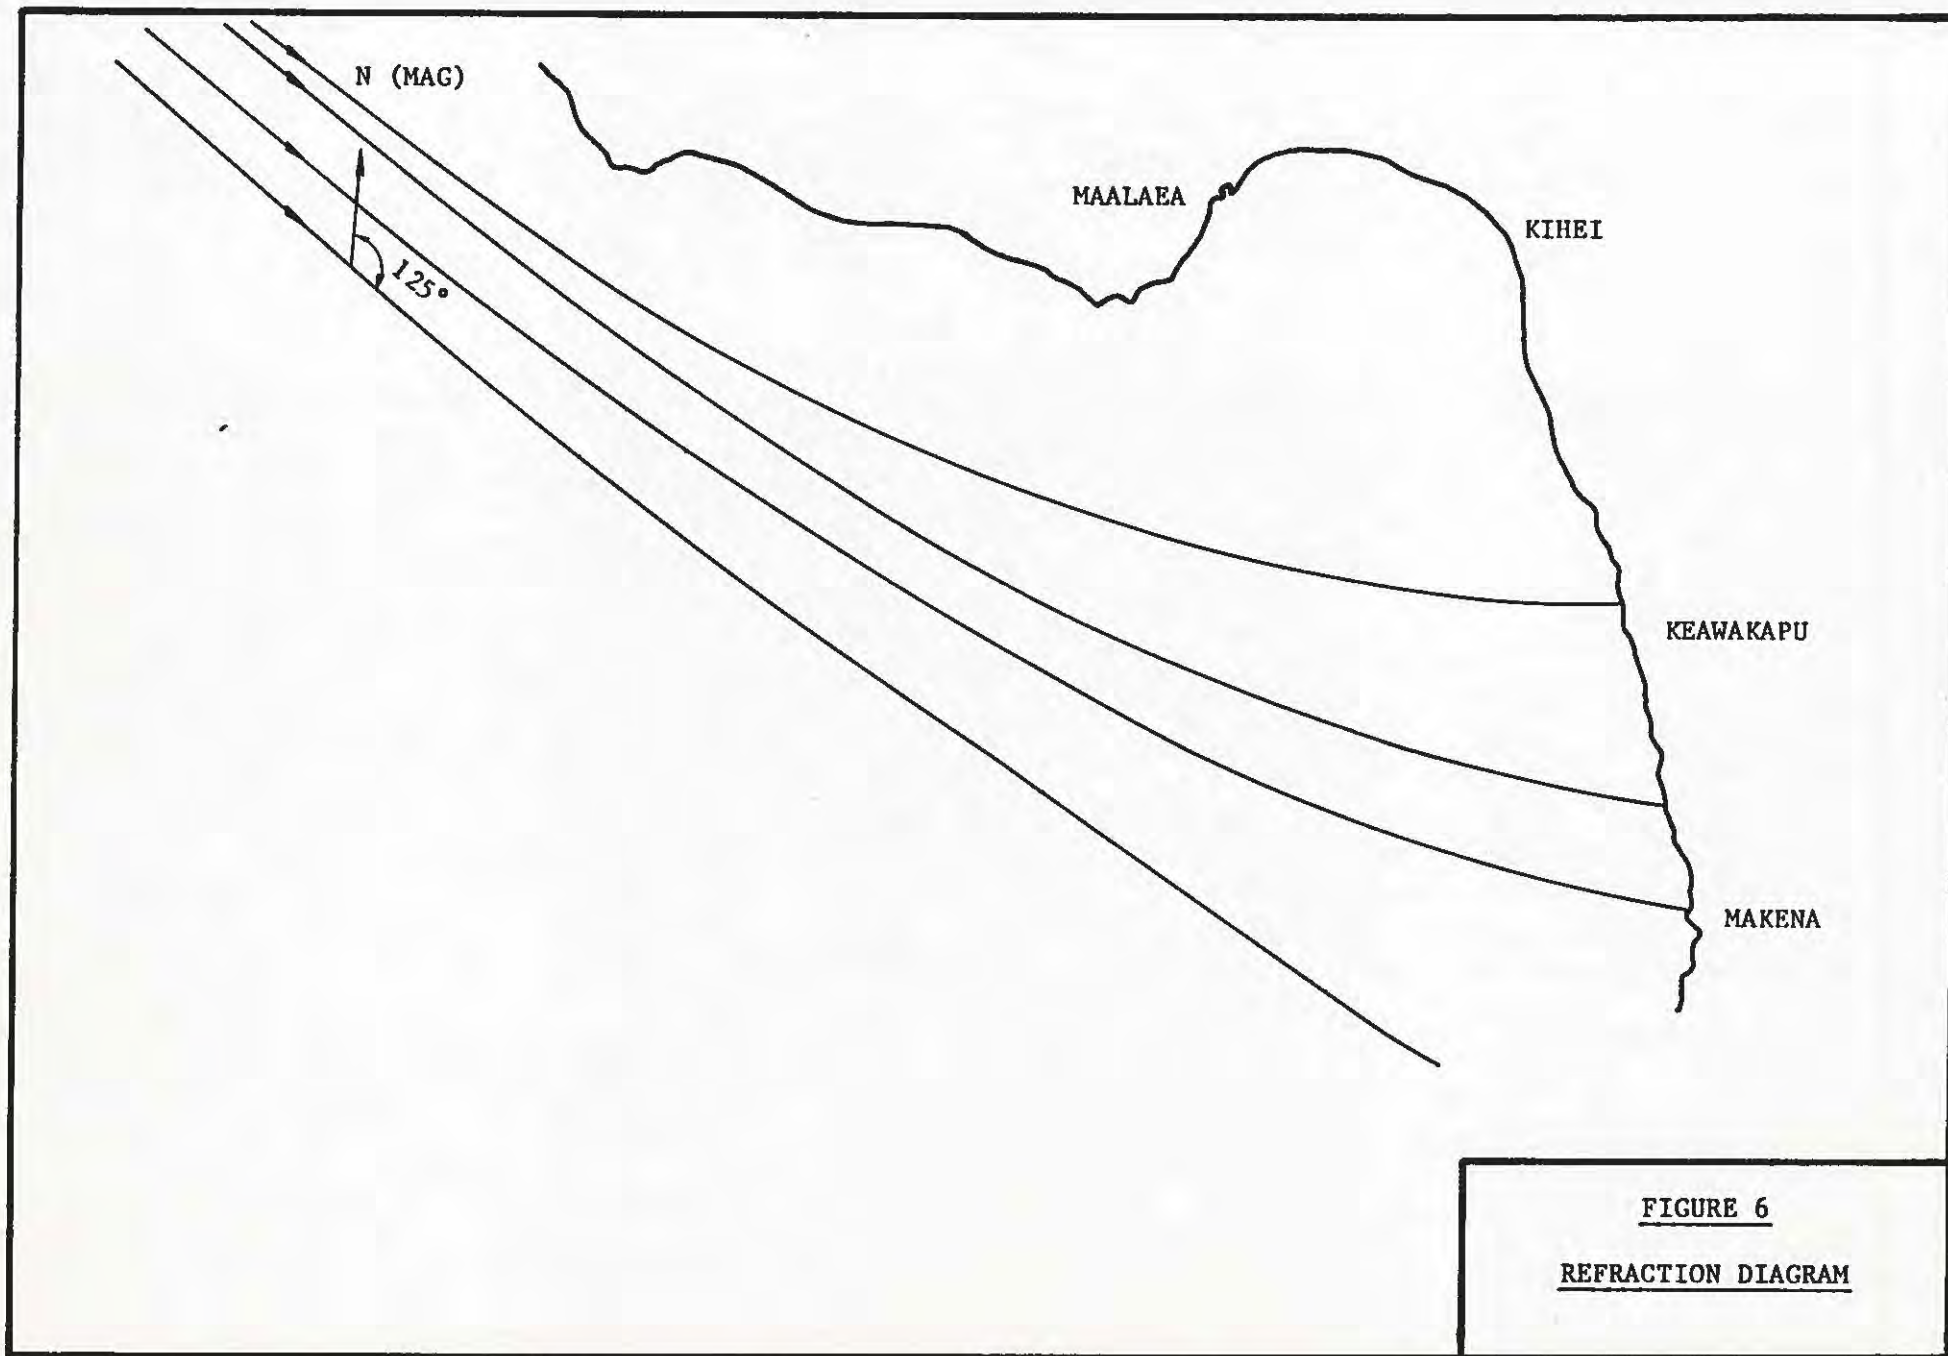 N (MAG)
125°
MAALAEA
KIHEI
KEAWAKAPU
MAKENA
FIGURE 6
REFRACTION DIAGRAM